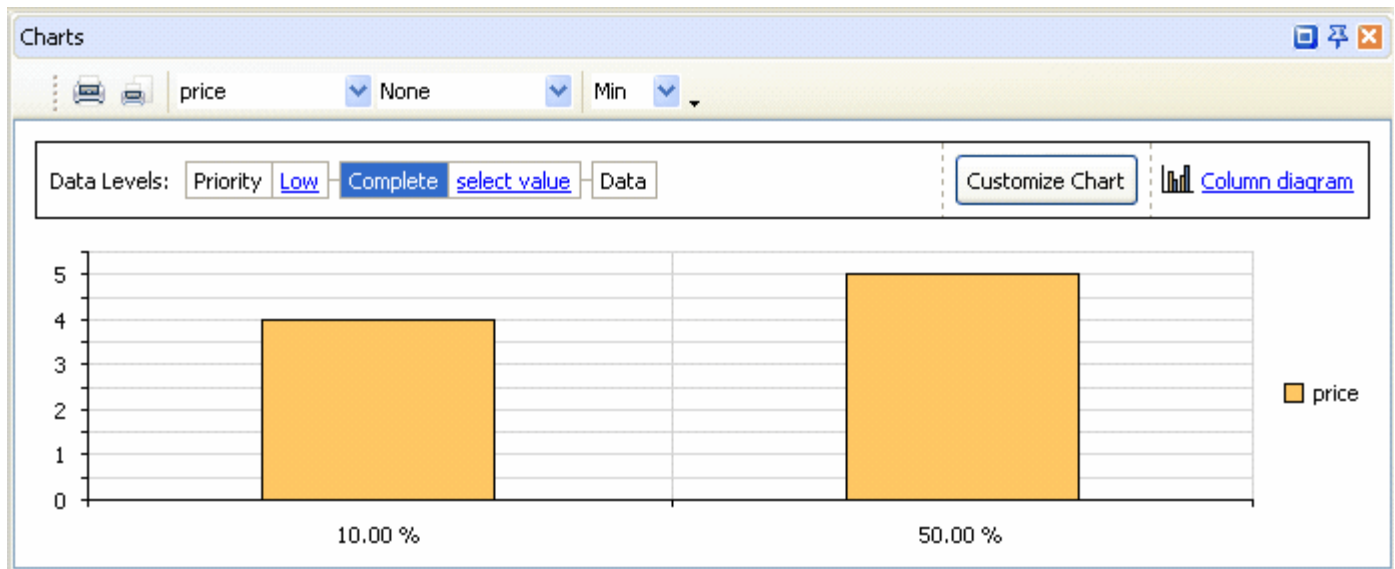 Charts
price None Min
Data Levels: Priority Low Complete select value Data Customize Chart Column diagram
5
4
3
2
1
0
price
10.00 % 50.00 %